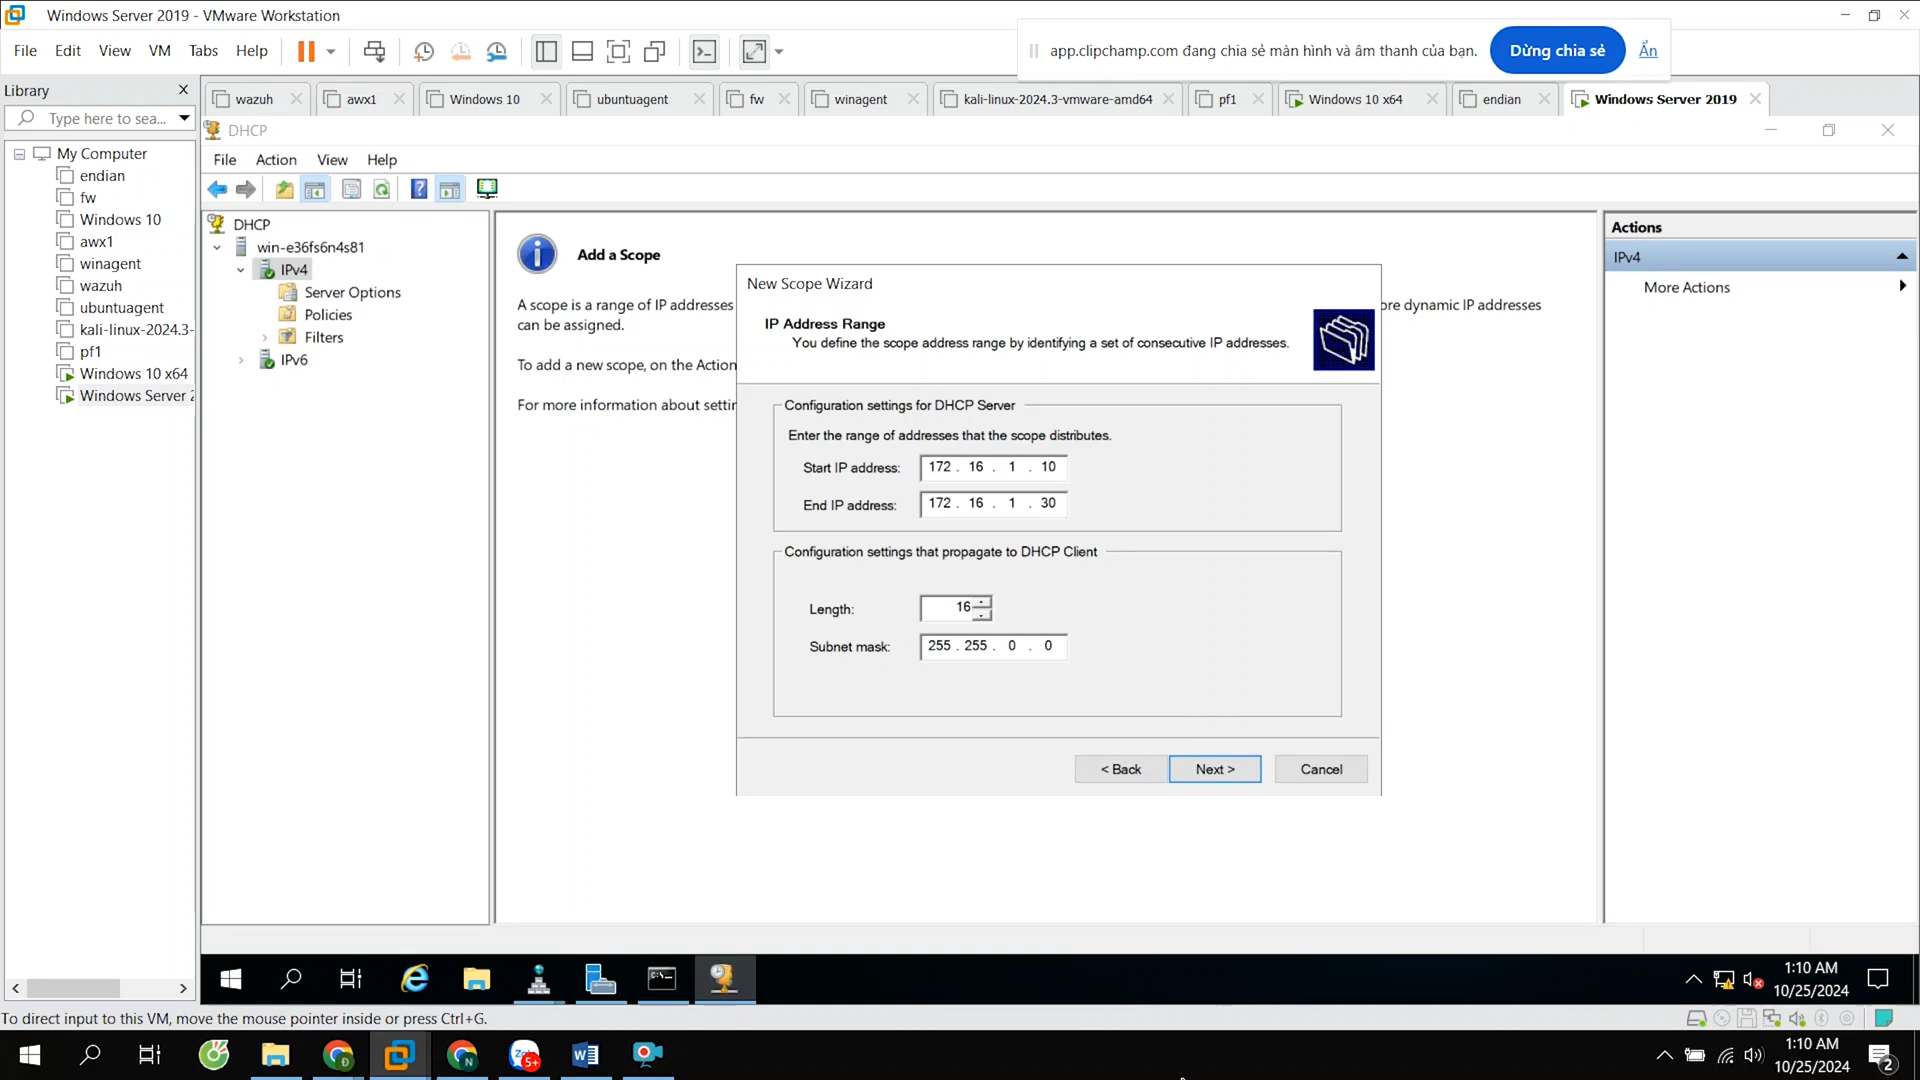 Windows Server 2019 - VMware Workstation
File Edit View VM Tabs Help
app.clipchamp.com đang chia sẻ màn hình và âm thanh của bạn. Dừng chia sẻ Ẩn
Library
Type here to sea...
wazuh awx1 Windows 10 ubuntuagent fw winagent kali-linux-2024.3-vmware-amd64 pf1 Windows 10 x64 endian Windows Server 2019
My Computer
endian
fw
Windows 10
awx1
winagent
wazuh
ubuntuagent
kali-linux-2024.3-
pf1
Windows 10 x64
Windows Server 2
DHCP
File Action View Help
DHCP
win-e36fs6n4s81
IPv4
Server Options
Policies
Filters
IPv6
Add a Scope
A scope is a range of IP addresses
ore dynamic IP addresses
can be assigned.
To add a new scope, on the Action
For more information about settin
New Scope Wizard
IP Address Range
You define the scope address range by identifying a set of consecutive IP addresses.
Configuration settings for DHCP Server
Enter the range of addresses that the scope distributes.
Start IP address: 172 . 16 . 1 . 10
End IP address: 172 . 16 . 1 . 30
Configuration settings that propagate to DHCP Client
Length: 16
Subnet mask: 255 . 255 . 0 . 0
< Back Next > Cancel
Actions
IPv4
More Actions
1:10 AM
10/25/2024
To direct input to this VM, move the mouse pointer inside or press Ctrl+G.
5+
1:10 AM
10/25/2024
2